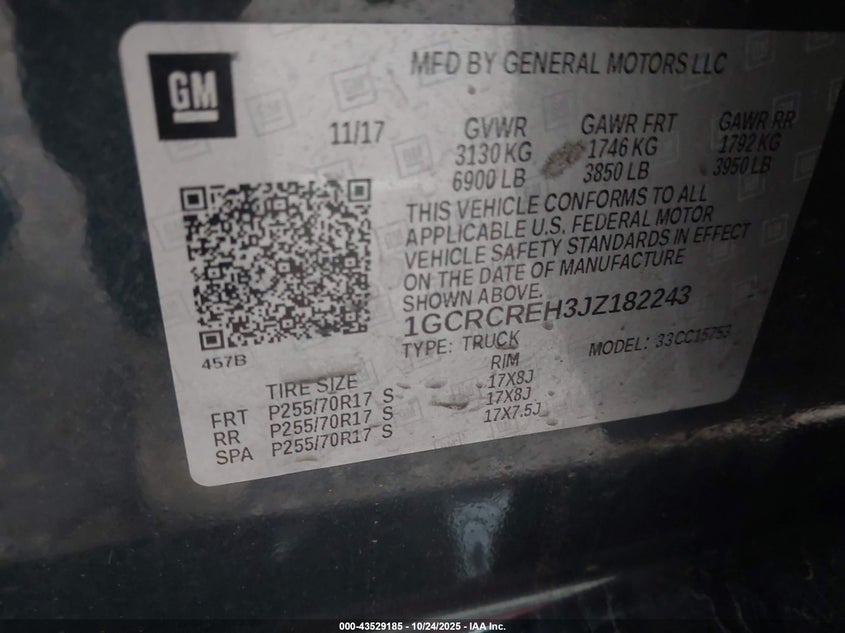 GM
MFD BY GENERAL MOTORS LLC
11/17
GVWR GAWR FRT GAWR RR
3130 KG 1746 KG 1792 KG
6900 LB 3850 LB 3950 LB
THIS VEHICLE CONFORMS TO ALL
APPLICABLE U.S. FEDERAL MOTOR
VEHICLE SAFETY STANDARDS IN EFFECT
ON THE DATE OF MANUFACTURE
SHOWN ABOVE.
1GCRCREH3JZ182243
457B
TYPE: TRUCK MODEL: 33CC15753
TIRE SIZE RIM
FRT P255/70R17 S 17X8J
RR P255/70R17 S 17X8J
SPA P255/70R17 S 17X7.5J
000-43529185 - 10/24/2025 - IAA Inc.